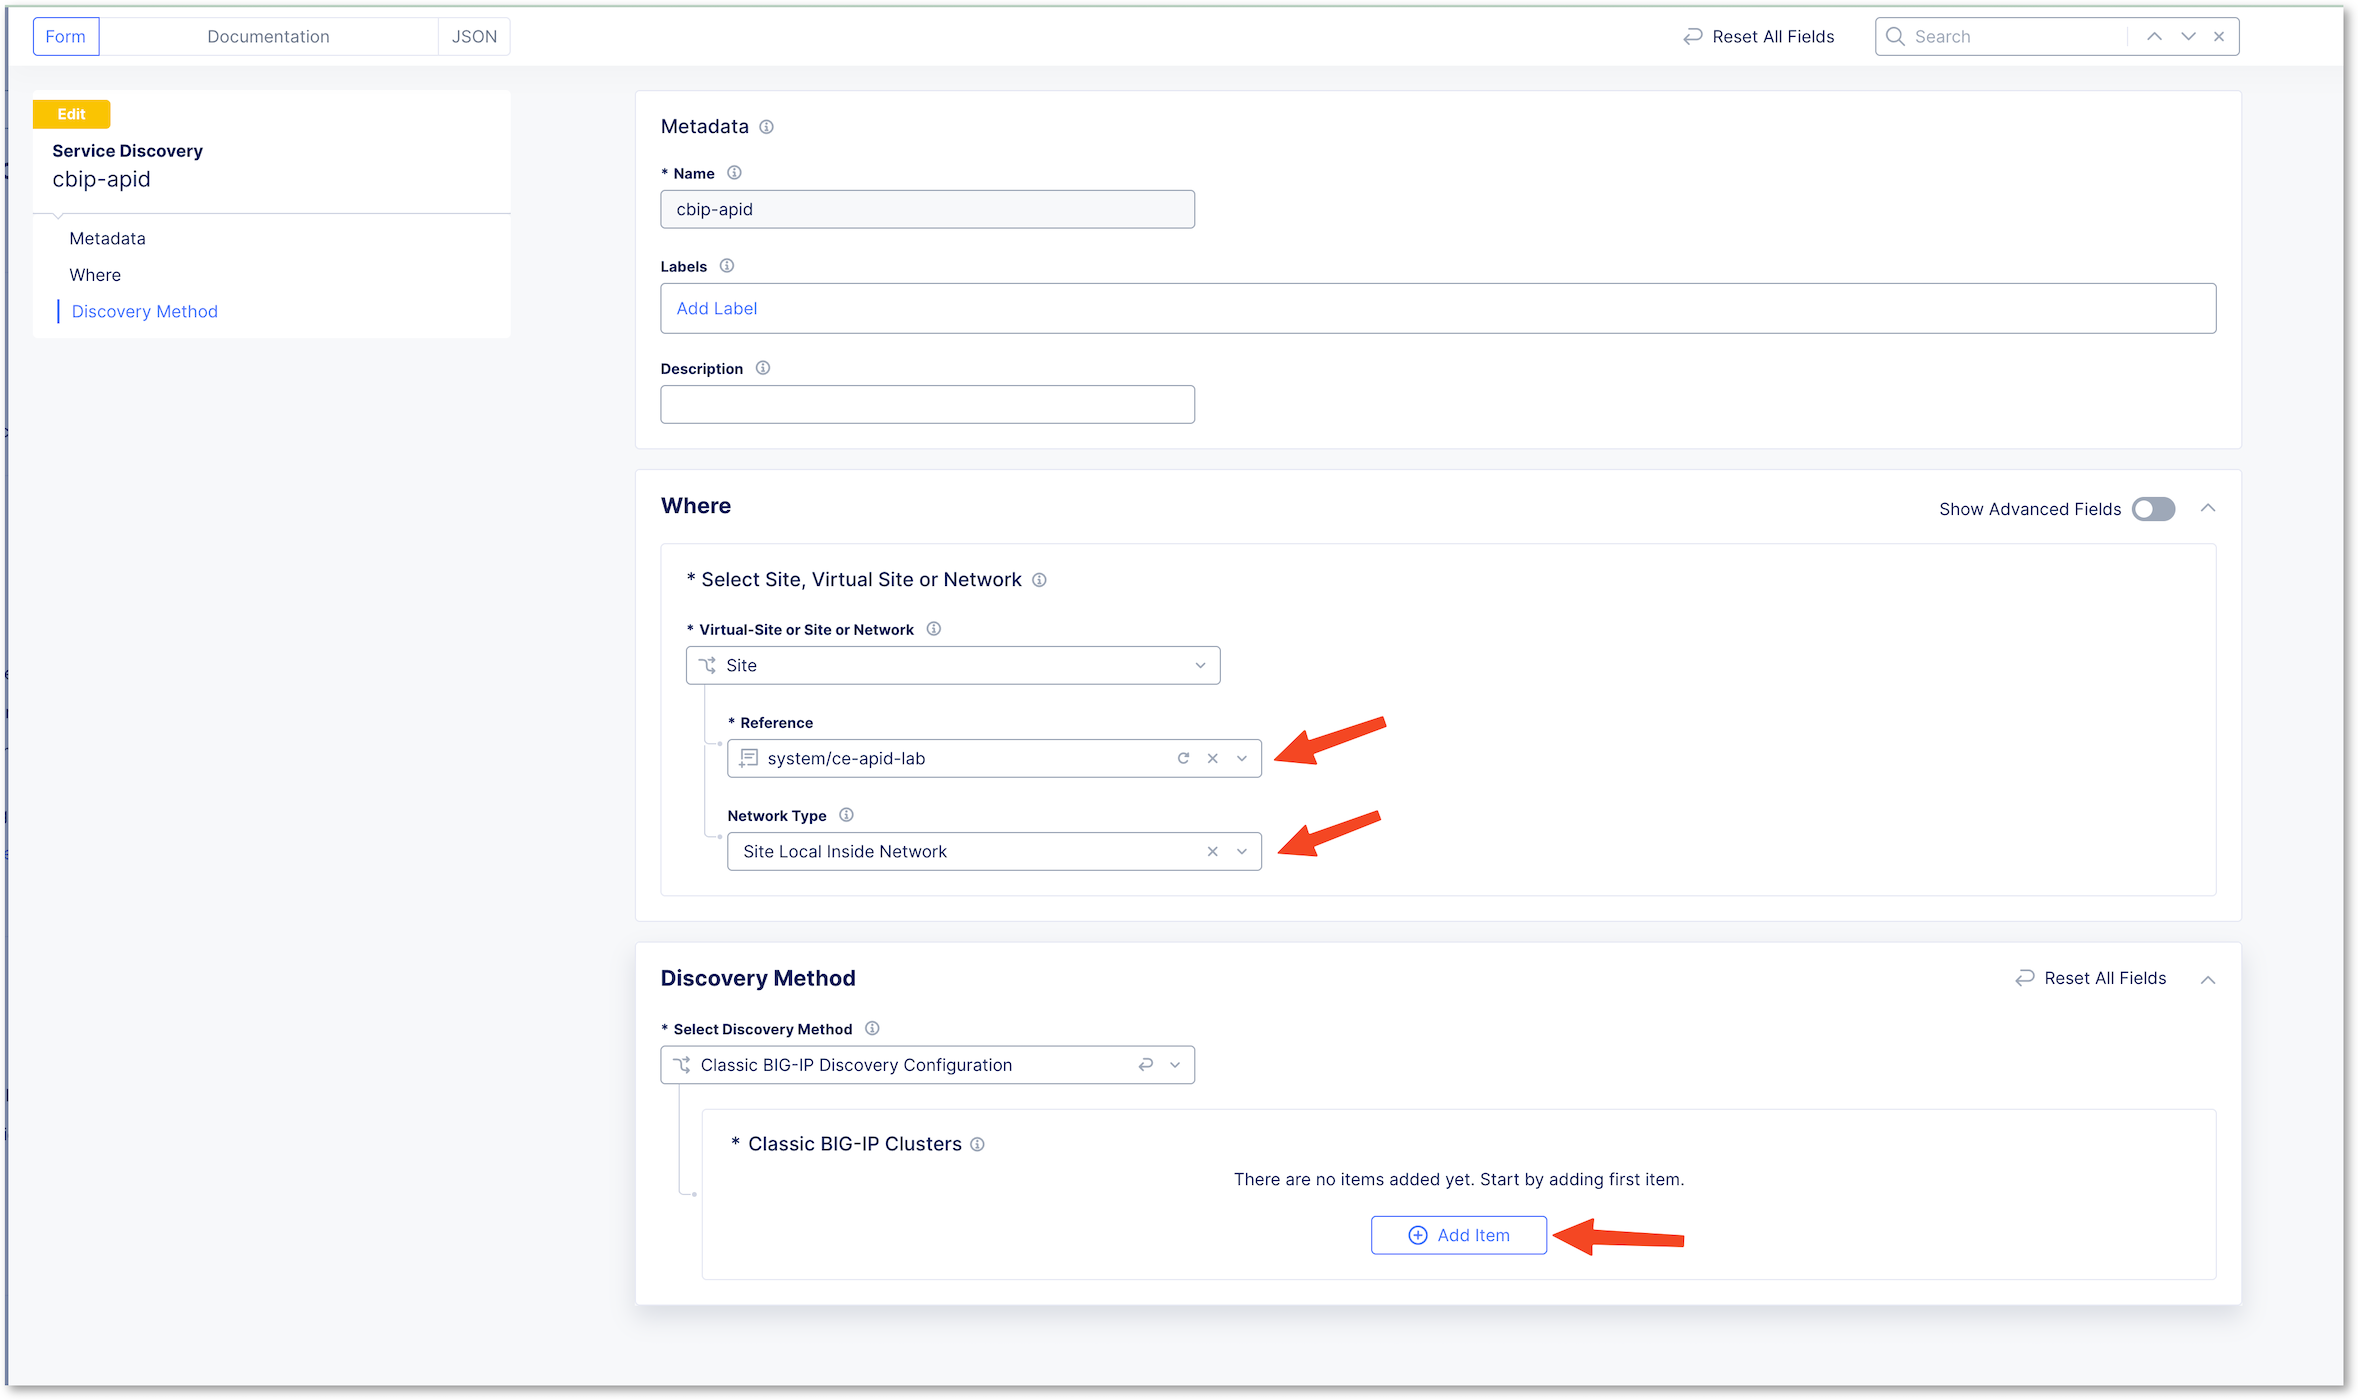 Form Documentation JSON Reset All Fields Search
Edit
Service Discovery
cbip-apid
Metadata
Where
Discovery Method
Metadata
* Name
cbip-apid
Labels
Add Label
Description
Where
Show Advanced Fields
* Select Site, Virtual Site or Network
* Virtual-Site or Site or Network
Site
* Reference
system/ce-apid-lab
Network Type
Site Local Inside Network
Discovery Method
Reset All Fields
* Select Discovery Method
Classic BIG-IP Discovery Configuration
* Classic BIG-IP Clusters
There are no items added yet. Start by adding first item.
Add Item